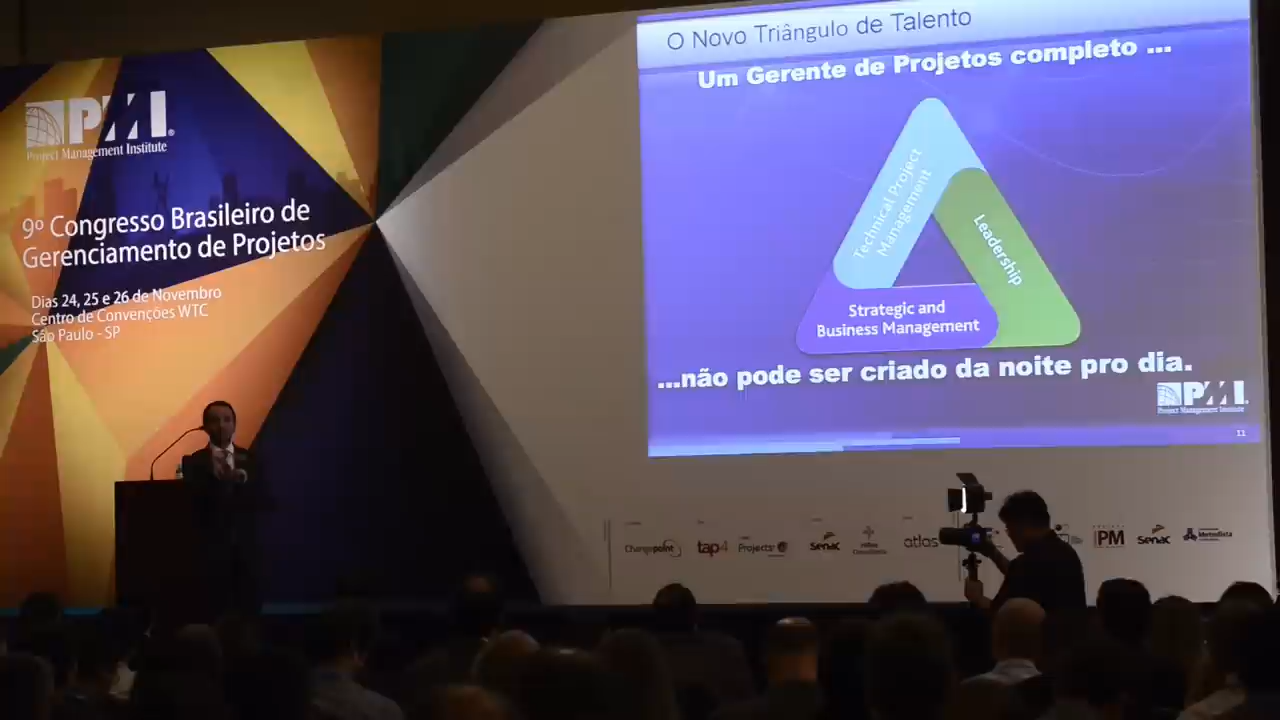 PMI
Project Management Institute
9º Congresso Brasileiro de
Gerenciamento de Projetos
Dias 24, 25 e 26 de Novembro
Centro de Convenções WTC
São Paulo - SP
O Novo Triângulo de Talento
Um Gerente de Projetos completo ...
Technical Project
Management
Leadership
Strategic and
Business Management
...não pode ser criado da noite pro dia.
PMI
Project Management Institute
11
Changepoint
tap4
Senac
atlas
PM
Senac
Metodista